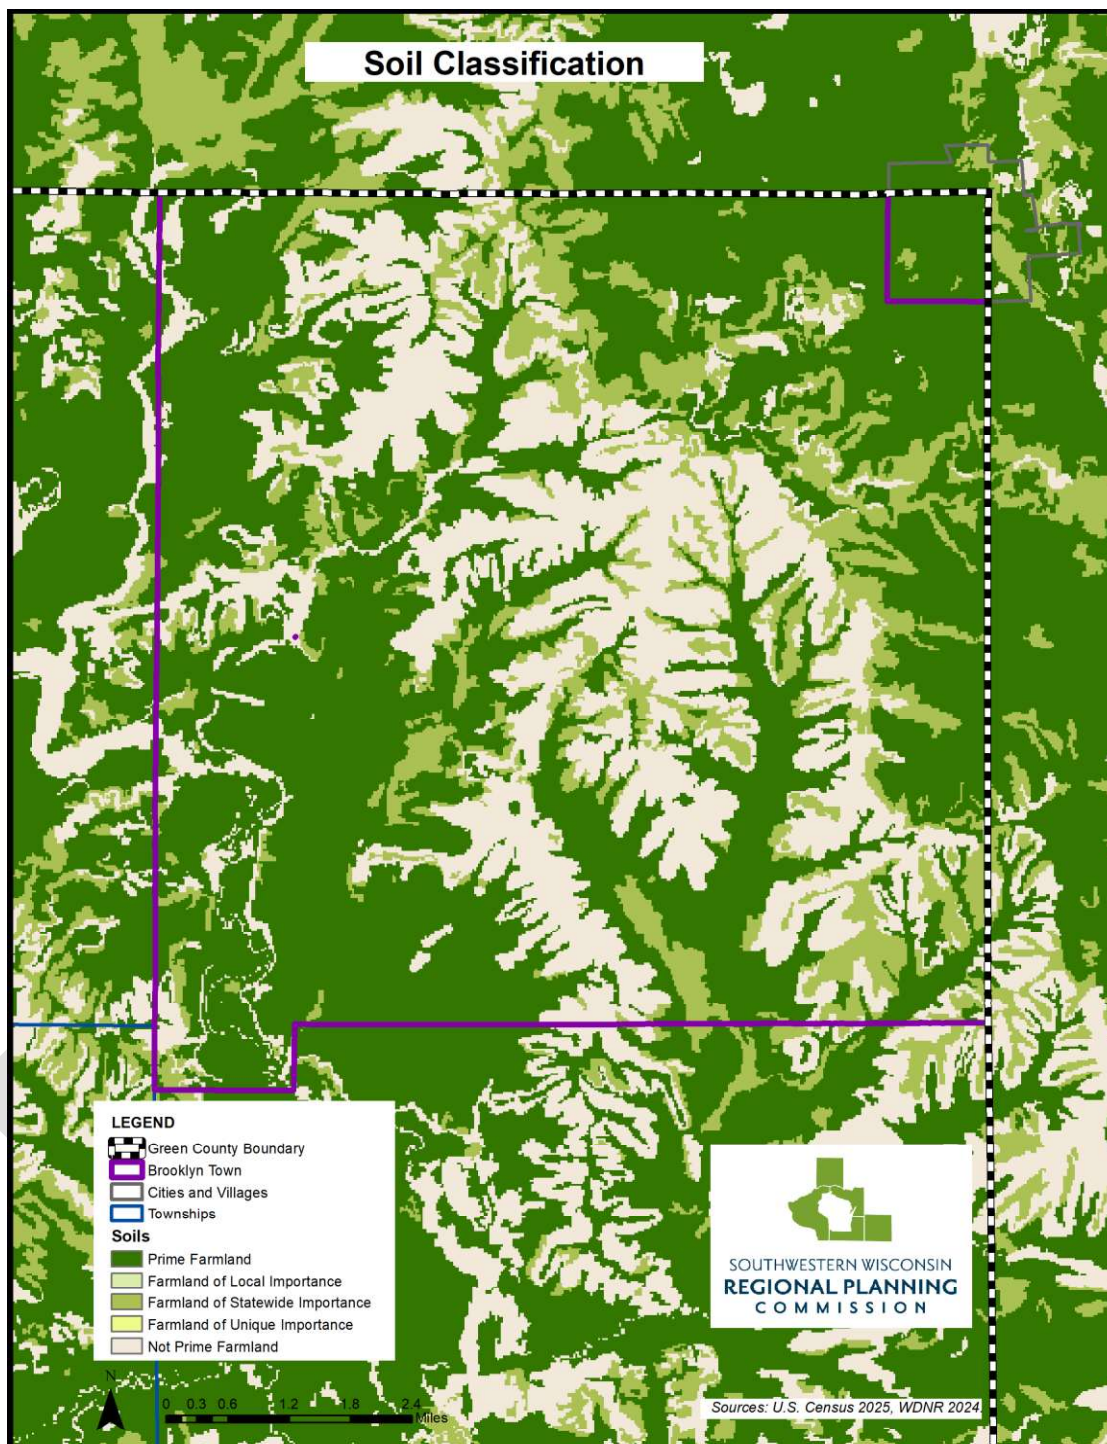 Soil Classification
LEGEND
Green County Boundary
Brooklyn Town
Cities and Villages
Townships
Soils
Prime Farmland
Farmland of Local Importance
Farmland of Statewide Importance
Farmland of Unique Importance
Not Prime Farmland
SOUTHWESTERN WISCONSIN
REGIONAL PLANNING
COMMISSION
N
0 0.3 0.6 1.2 1.8 2.4
Miles
Sources: U.S. Census 2025, WDNR 2024.